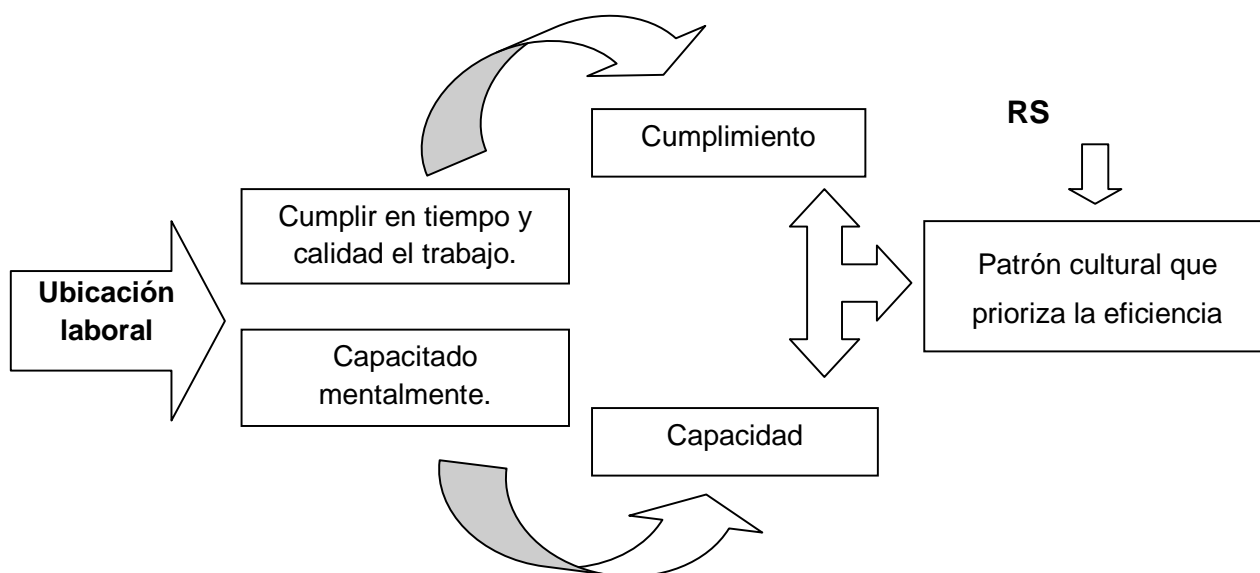 Ubicación
laboral
Cumplir en tiempo y
calidad el trabajo.
Capacitado
mentalmente.
Cumplimiento
Capacidad
RS
Patrón cultural que
prioriza la eficiencia